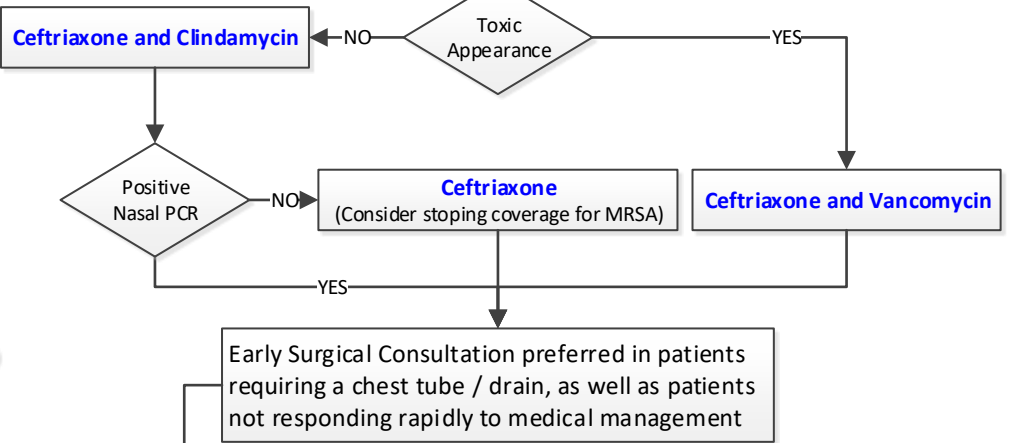 Toxic
Appearance
NO
YES
Ceftriaxone and Clindamycin
Positive
Nasal PCR
NO
Ceftriaxone
(Consider stoping coverage for MRSA)
Ceftriaxone and Vancomycin
YES
Early Surgical Consultation preferred in patients
requiring a chest tube / drain, as well as patients
not responding rapidly to medical management